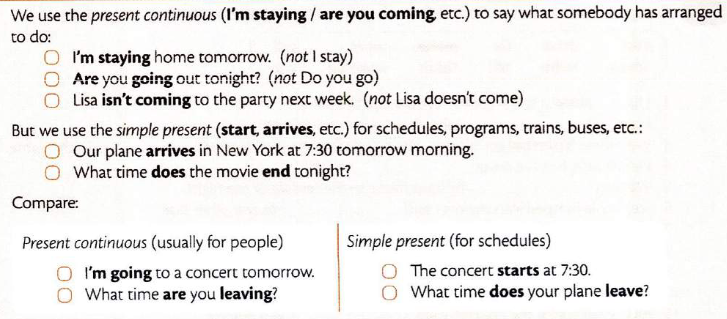 We use the present continuous (I'm staying / are you coming, etc.) to say what somebody has arranged
to do:
I'm staying home tomorrow. (not I stay)
Are you going out tonight? (not Do you go)
Lisa isn't coming to the party next week. (not Lisa doesn't come)
But we use the simple present (start, arrives, etc.) for schedules, programs, trains, buses, etc.:
Our plane arrives in New York at 7:30 tomorrow morning.
What time does the movie end tonight?
Compare:
Present continuous (usually for people)
I'm going to a concert tomorrow.
What time are you leaving?
Simple present (for schedules)
The concert starts at 7:30.
What time does your plane leave?